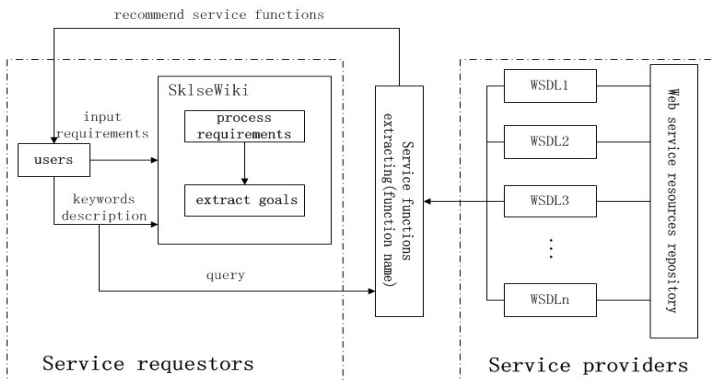 recommend service functions
SklseWiki
input
requirements
process
requirements
users
extract goals
keywords
description
query
Service functions
extracting(function name)
WSDL1
WSDL2
WSDL3
...
WSDLn
Web service resources repository
Service requestors
Service providers